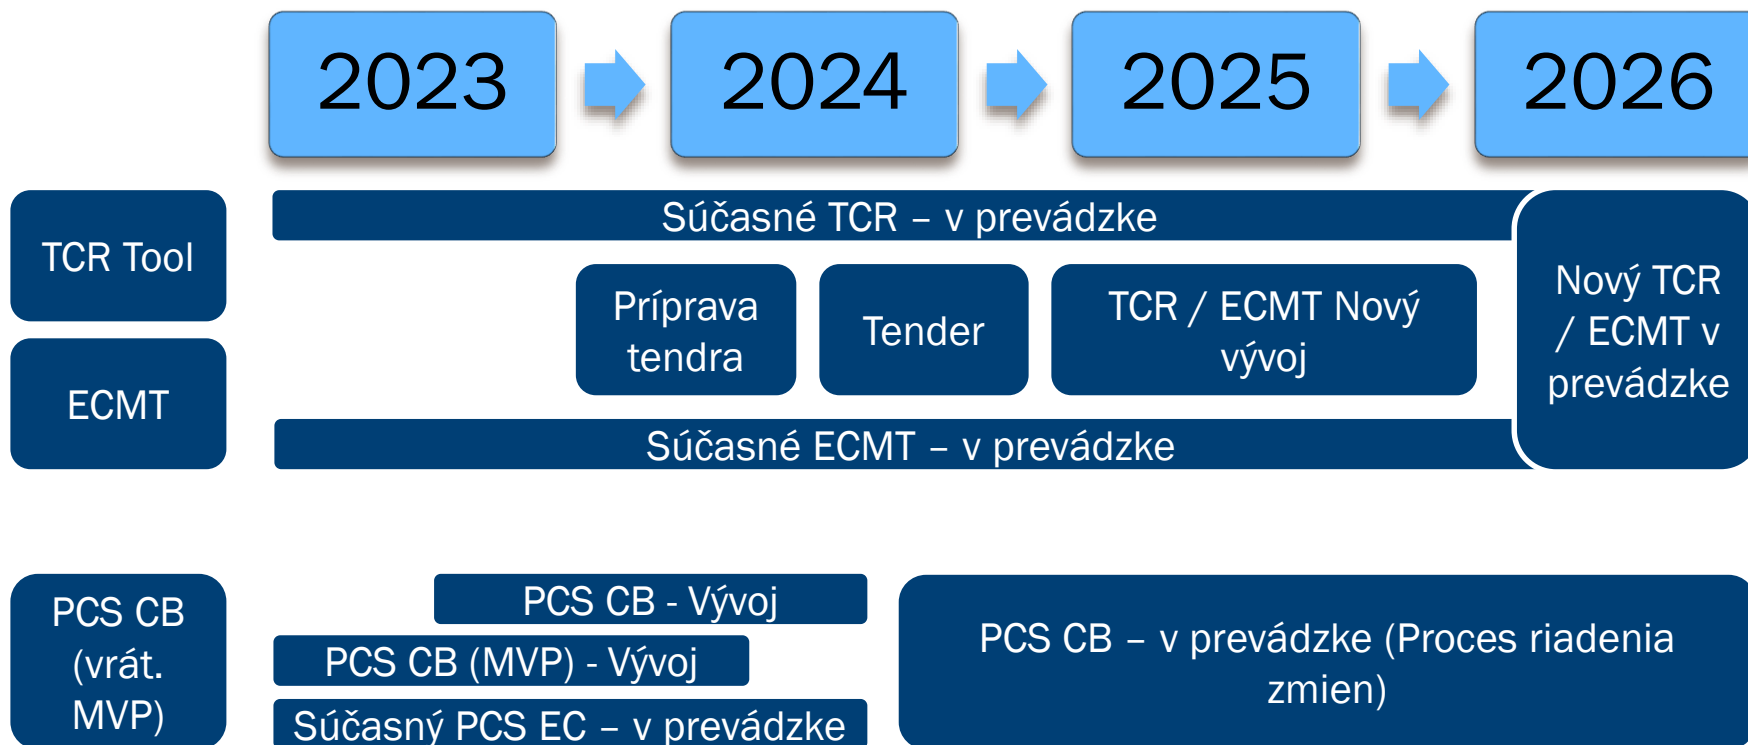 2023
2024
2025
2026
TCR Tool
ECMT
Súčasné TCR – v prevádzke
Príprava
tendra
Tender
TCR / ECMT Nový
vývoj
Nový TCR
/ ECMT v
prevádzke
Súčasné ECMT – v prevádzke
PCS CB
(vrát.
MVP)
PCS CB - Vývoj
PCS CB (MVP) - Vývoj
Súčasný PCS EC – v prevádzke
PCS CB – v prevádzke (Proces riadenia
zmien)